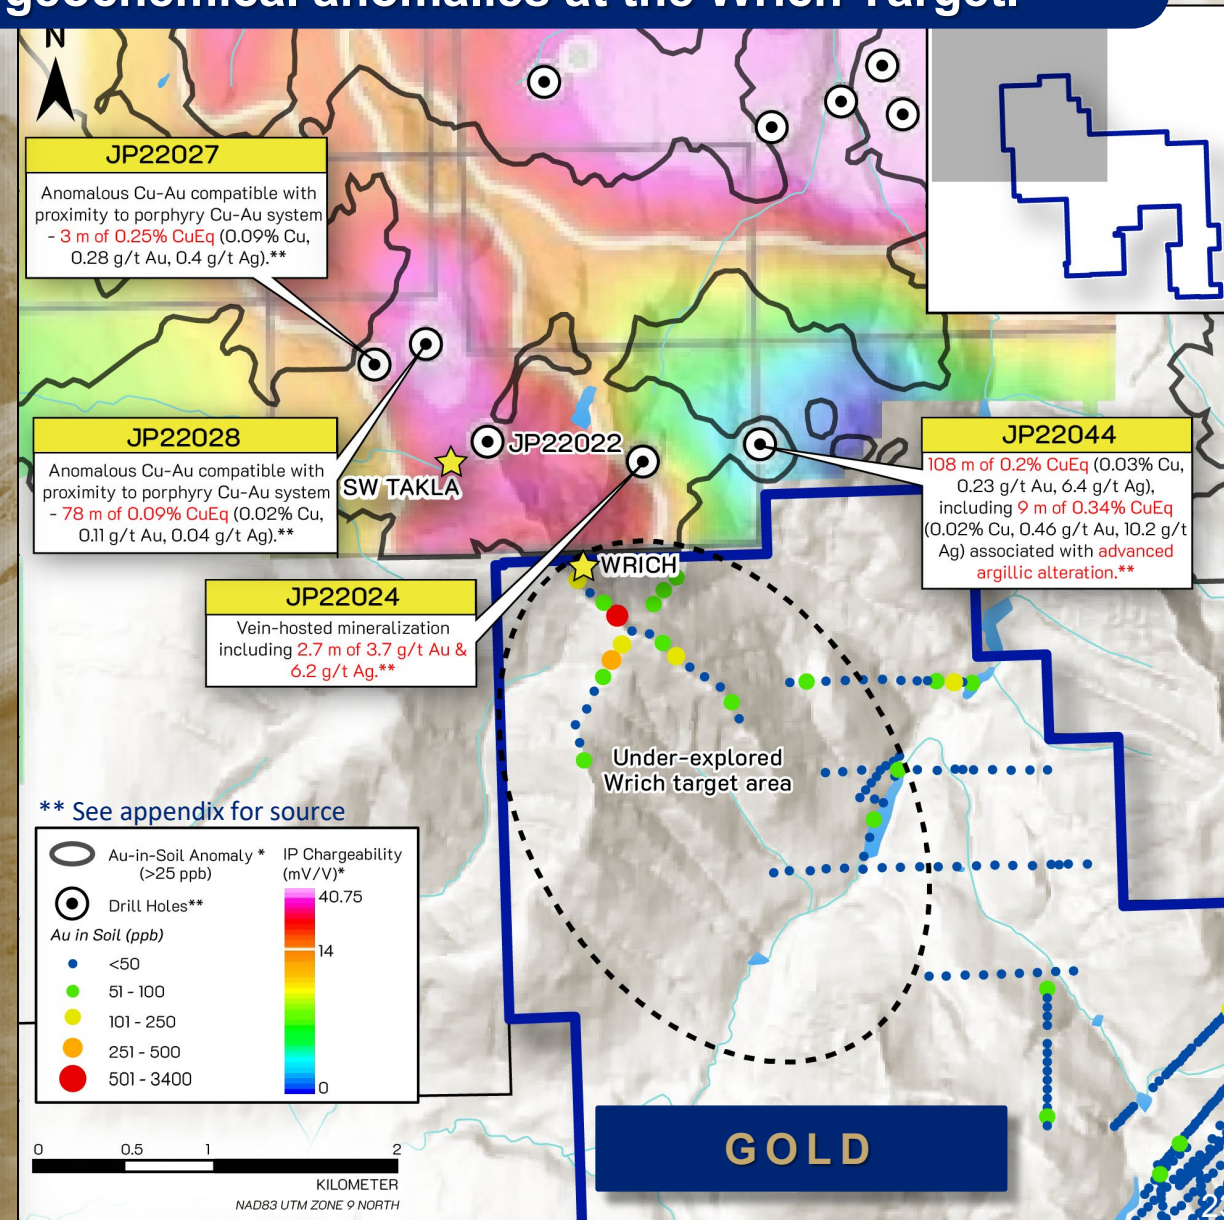 geochemical anomalies at the Wrich Target.
N
JP22027
Anomalous Cu-Au compatible with
proximity to porphyry Cu-Au system
- 3 m of 0.25% CuEq (0.09% Cu,
0.28 g/t Au, 0.4 g/t Ag).**
JP22028
Anomalous Cu-Au compatible with
proximity to porphyry Cu-Au system
- 78 m of 0.09% CuEq (0.02% Cu,
0.11 g/t Au, 0.04 g/t Ag).**
JP22022
SW TAKLA
JP22044
108 m of 0.2% CuEq (0.03% Cu,
0.23 g/t Au, 6.4 g/t Ag),
including 9 m of 0.34% CuEq
(0.02% Cu, 0.46 g/t Au, 10.2 g/t
Ag) associated with advanced
argillic alteration.**
WRICH
JP22024
Vein-hosted mineralization
including 2.7 m of 3.7 g/t Au &
6.2 g/t Ag.**
Under-explored
Wrich target area
** See appendix for source
Au-in-Soil Anomaly *
(>25 ppb)
Drill Holes**
Au in Soil (ppb)
<50
51 - 100
101 - 250
251 - 500
501 - 3400
IP Chargeability
(mV/V)*
40.75
14
0
0 0.5 1 2
KILOMETER
NAD83 UTM ZONE 9 NORTH
GOLD